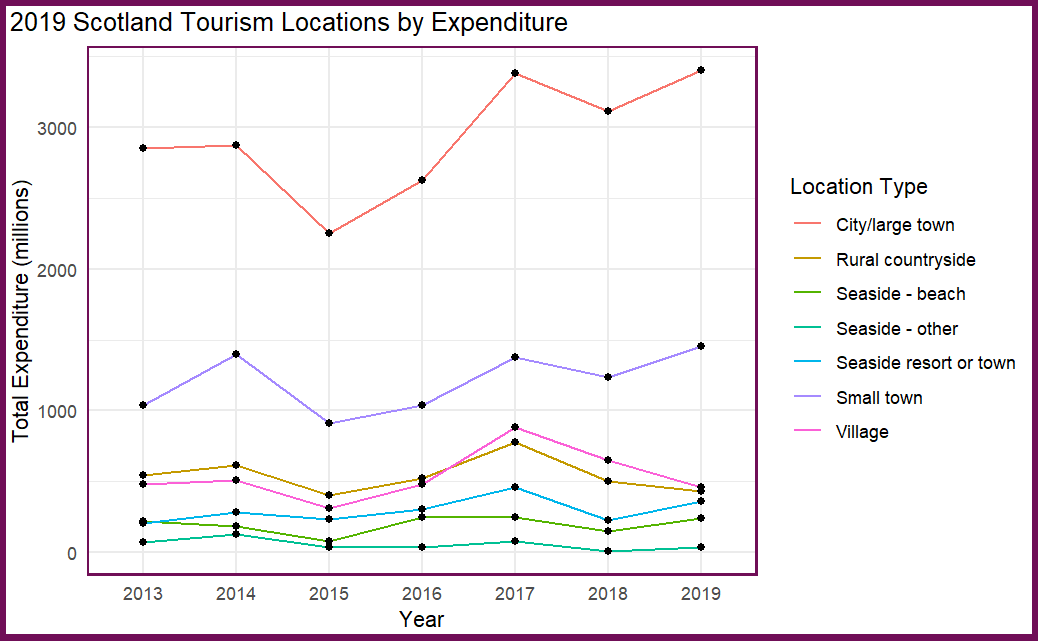 2019 Scotland Tourism Locations by Expenditure
Total Expenditure (millions)
3000
2000
1000
0
2013 2014 2015 2016 2017 2018 2019
Year
Location Type
City/large town
Rural countryside
Seaside - beach
Seaside - other
Seaside resort or town
Small town
Village